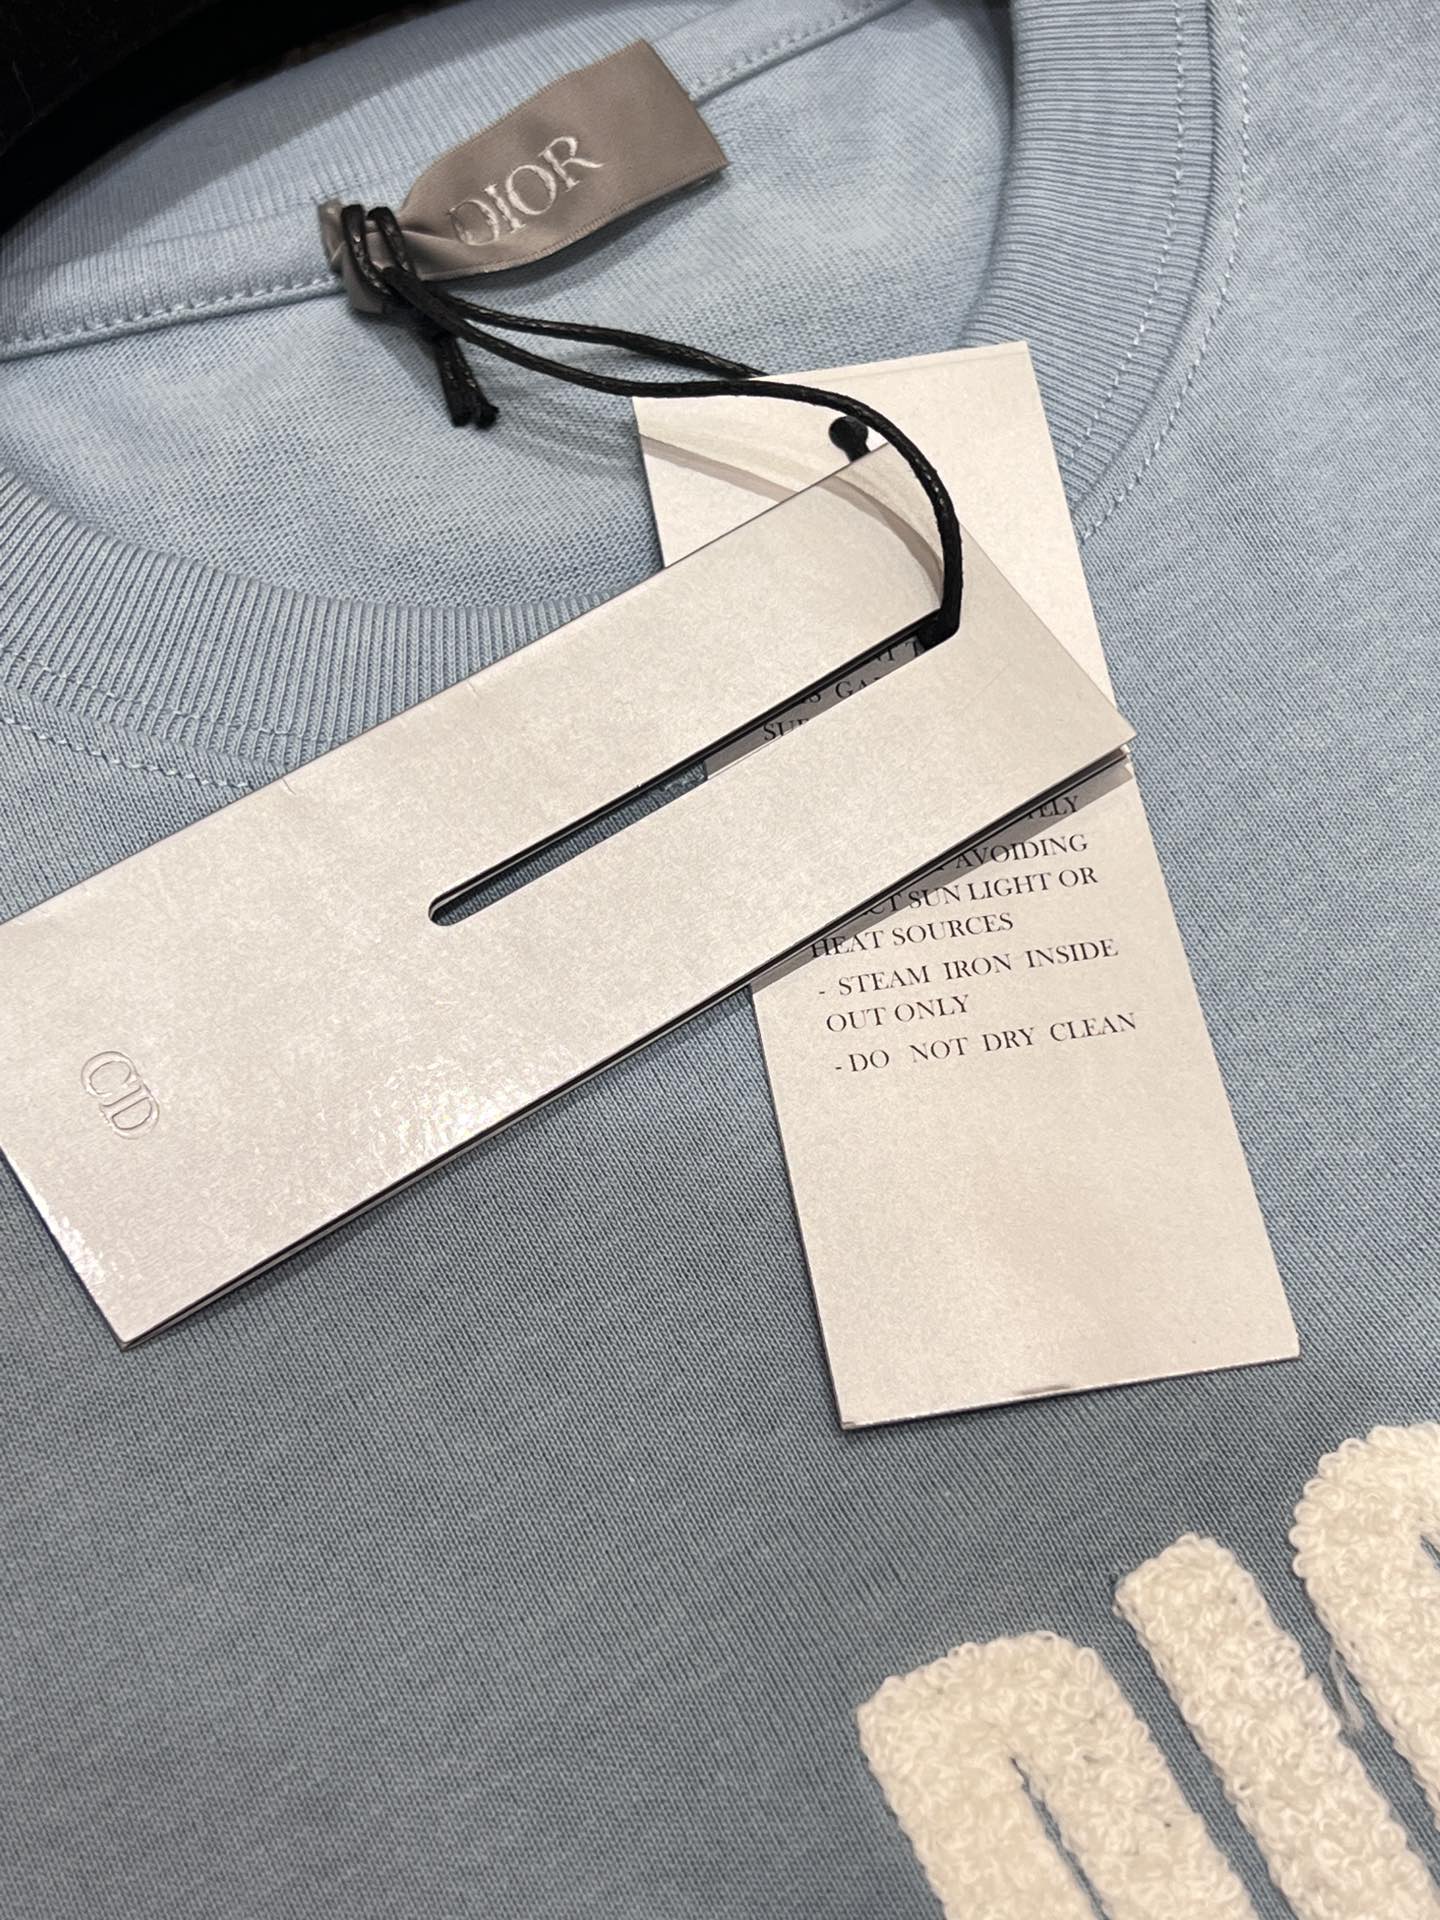 DIOR
CD
AVOIDING
SUN LIGHT OR
HEAT SOURCES
- STEAM IRON INSIDE
OUT ONLY
- DO NOT DRY CLEAN